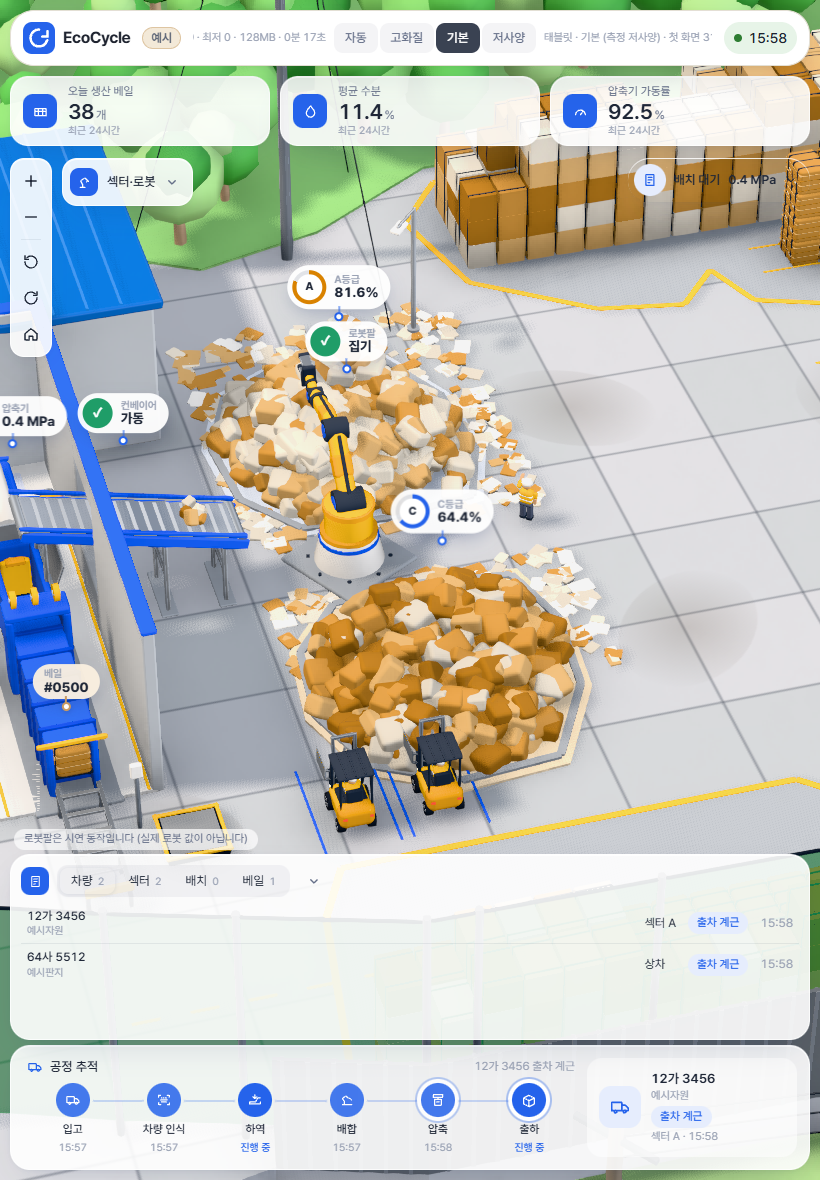 EcoCycle
예시
· 최저 0 · 128MB · 0분 17초
자동
고화질
기본
저사양
태블릿 · 기본 (측정 저사양) · 첫 화면
15:58
오늘 생산 베일
38개
최근 24시간
평균 수분
11.4%
최근 24시간
압축기 가동률
92.5%
최근 24시간
섹터·로봇
배치 대기 0.4 MPa
A
A등급
81.6%
로봇팔
집기
압축기
0.4 MPa
컨베이어
가동
C
C등급
64.4%
베일
#0500
로봇팔은 시연 동작입니다 (실제 로봇 값이 아닙니다)
차량 2
섹터 2
배치 0
베일 1
12가 3456
예시자원
섹터 A
출차 계근
15:58
64사 5512
예시판지
상차
출차 계근
15:58
공정 추적
12가 3456 출차 계근
입고
15:57
차량 인식
15:57
하역
진행 중
배합
15:57
압축
15:58
출하
진행 중
12가 3456
예시자원
출차 계근
섹터 A · 15:58